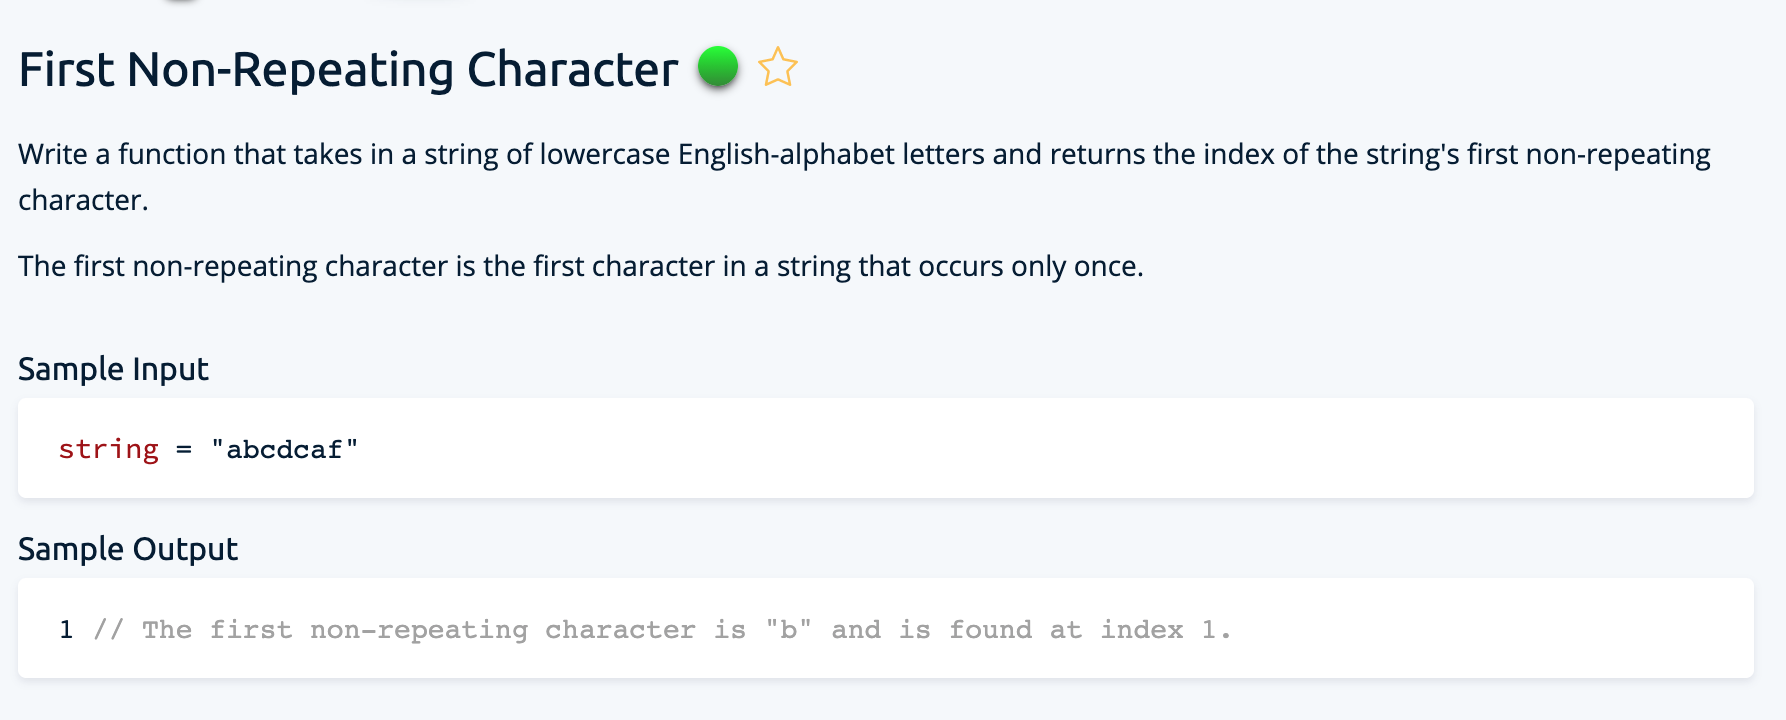 First Non-Repeating Character
Write a function that takes in a string of lowercase English-alphabet letters and returns the index of the string's first non-repeating
character.
The first non-repeating character is the first character in a string that occurs only once.
Sample Input
string = "abcdcaf"
Sample Output
1 // The first non-repeating character is "b" and is found at index 1.